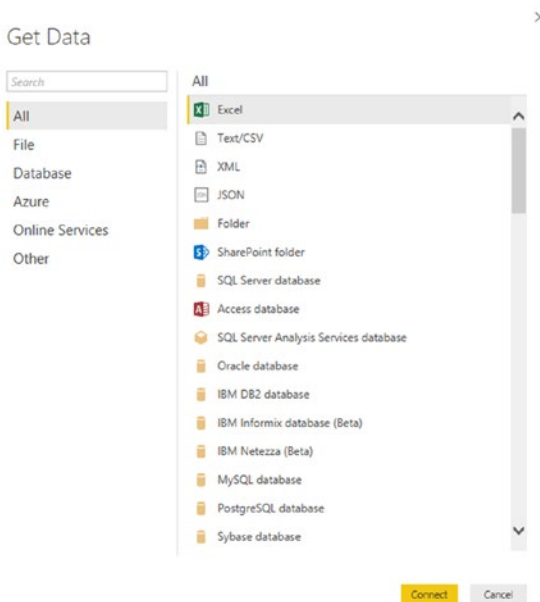 Get Data
Search
All
File
Database
Azure
Online Services
Other
All
Excel
Text/CSV
XML
JSON
Folder
SharePoint folder
SQL Server database
Access database
SQL Server Analysis Services database
Oracle database
IBM DB2 database
IBM Informix database (Beta)
IBM Netezza (Beta)
MySQL database
PostgreSQL database
Sybase database
Connect Cancel